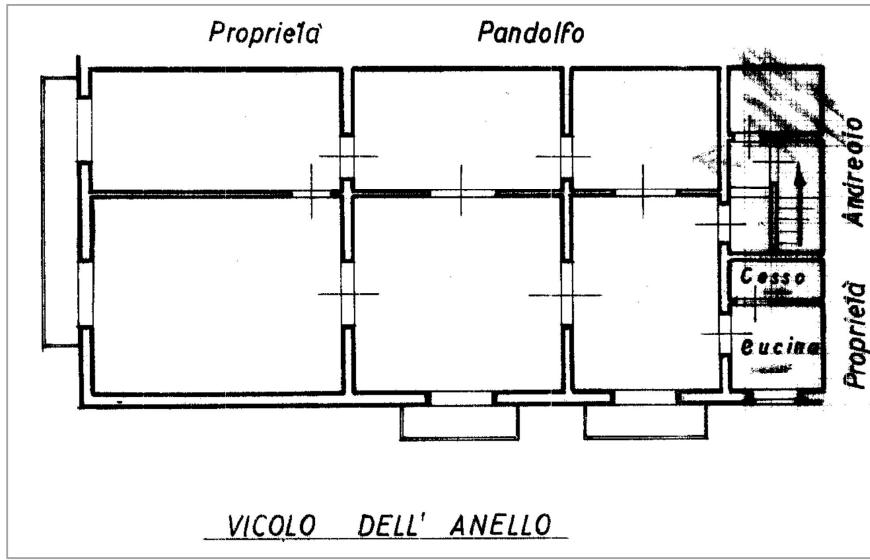 Proprietà Pandolfo
Proprietà Andreolo
Cesso
Cucina
VICOLO DELL' ANELLO